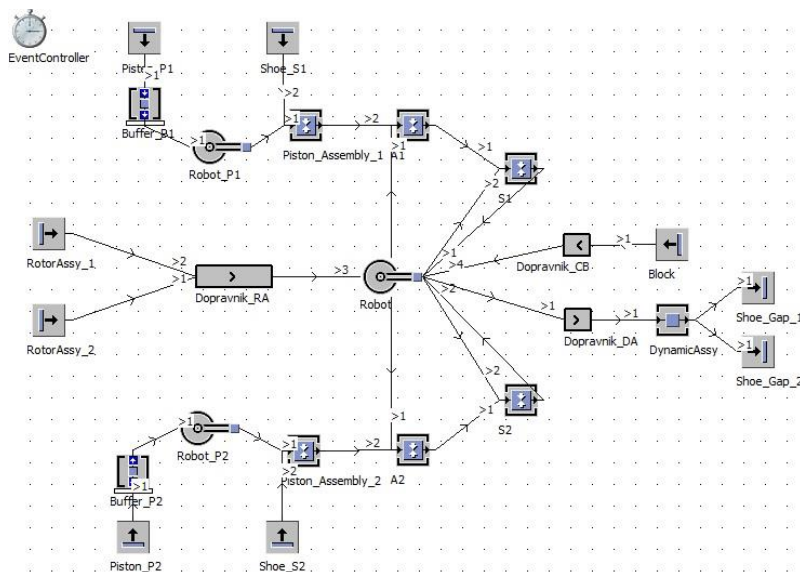 EventController
Shoe_S1
>1
>2
Buffer_P1
>1
Robot_P1
>1
Piston_Assembly_1
>2
A1
>1
>1
>2
S1
RotorAssy_1
>2
>1
Dopravnik_RA
>3
Robot
>1
>4
>2
Dopravnik_CB
>1
Block
RotorAssy_2
>1
Dopravnik_DA
>1
DynamicAssy
>1
Shoe_Gap_1
>1
Shoe_Gap_2
>2
S2
>1
>1
>1
Robot_P2
>1
>2
Piston_Assembly_2
>2
A2
>1
Buffer_P2
Piston_P2
Shoe_S2